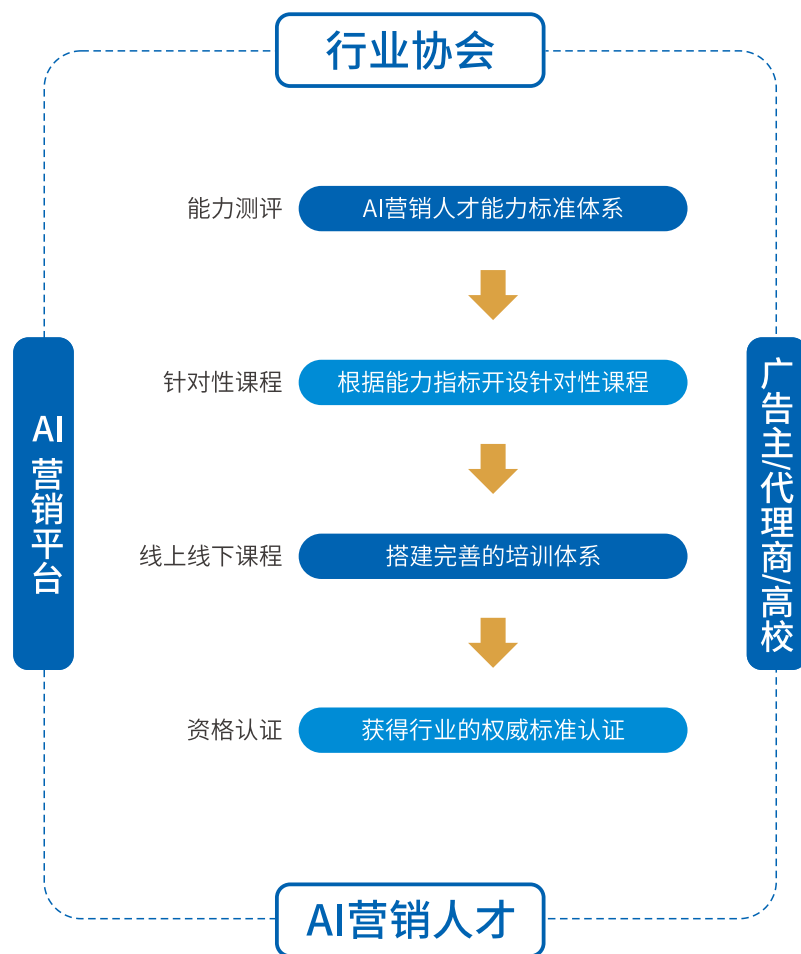 行业协会
能力测评
AI营销人才能力标准体系
针对性课程
根据能力指标开设针对性课程
AI营销平台
广告主/代理商/高校
线上线下课程
搭建完善的培训体系
资格认证
获得行业的权威标准认证
AI营销人才